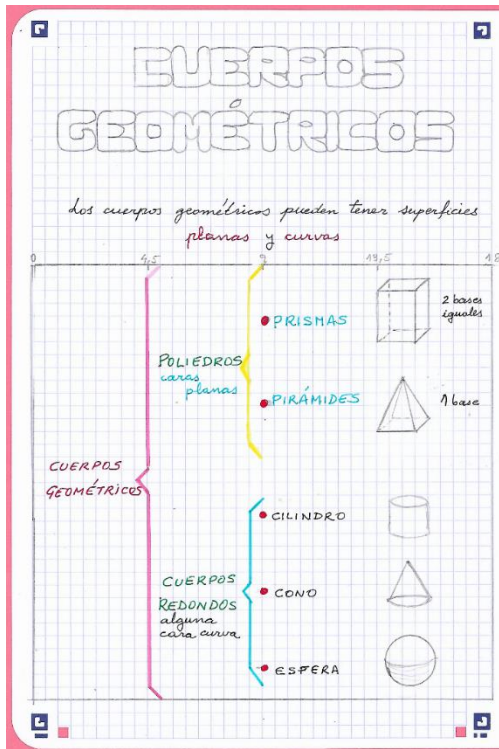 CUERPOS
GEOMÉTRICOS
Los cuerpos geométricos pueden tener superficies
planas y curvas
0 4,5 9 13,5 18
PRISMAS
2 bases
iguales
POLIEDROS
caras
planas
PIRÁMIDES
1 base
CUERPOS
GEOMÉTRICOS
CILINDRO
CUERPOS
REDONDOS
alguna
cara curva
CONO
ESFERA